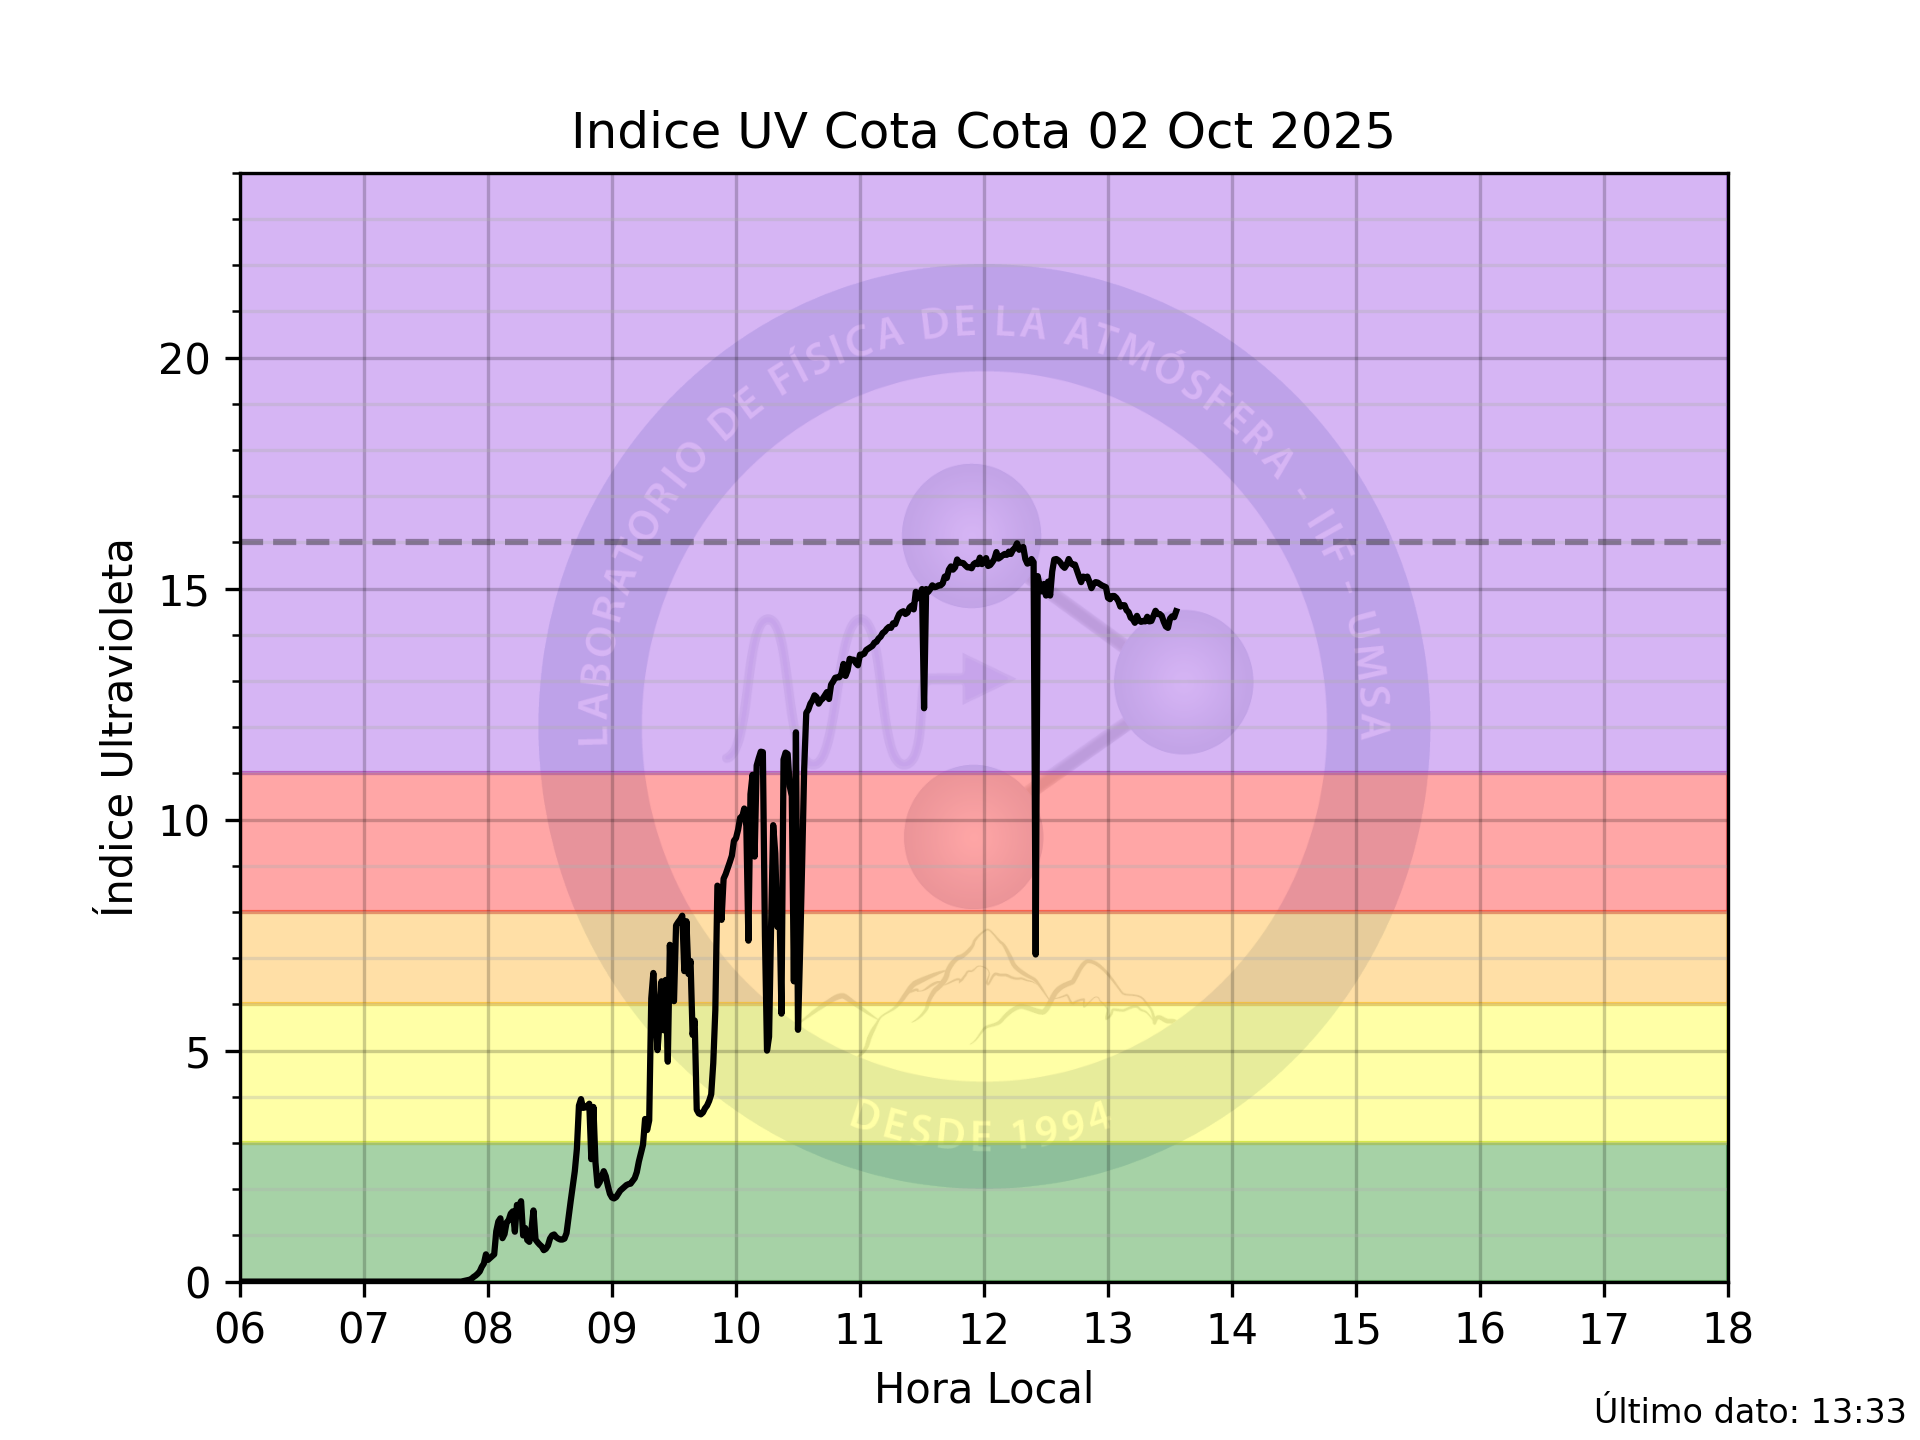 Indice UV Cota Cota 02 Oct 2025
LABORATORIO DE FÍSICA DE LA ATMÓSFERA - IIF - UMSA
DESDE 1994
Índice Ultravioleta
20
15
10
5
0
06 07 08 09 10 11 12 13 14 15 16 17 18
Hora Local
Último dato: 13:33